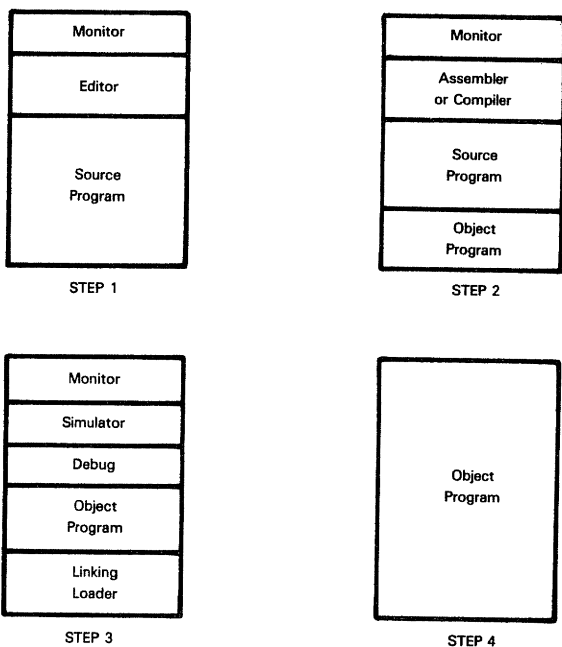 Monitor
Editor
Source
Program
STEP 1
Monitor
Assembler
or Compiler
Source
Program
Object
Program
STEP 2
Monitor
Simulator
Debug
Object
Program
Linking
Loader
STEP 3
Object
Program
STEP 4